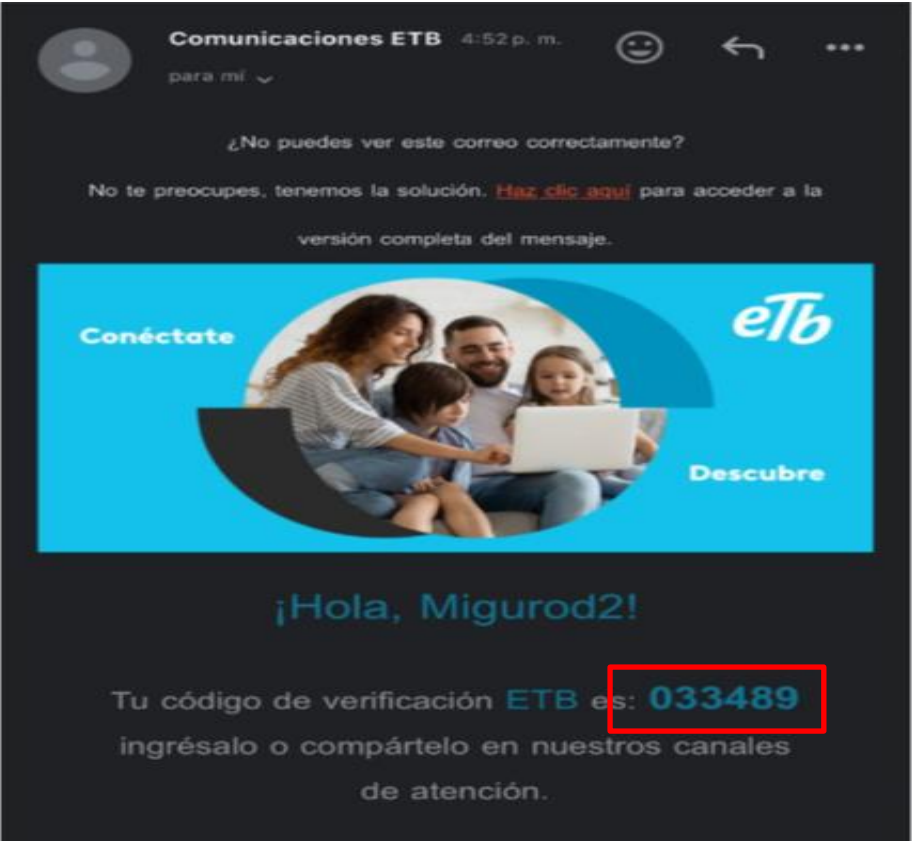 Comunicaciones ETB 4:52 p. m.
para mí
¿No puedes ver este correo correctamente?
No te preocupes, tenemos la solución. Haz clic aquí para acceder a la
versión completa del mensaje.
Conéctate
eTb
Descubre
¡Hola, Migurod2!
Tu código de verificación ETB es: 033489
ingrésalo o compártelo en nuestros canales
de atención.